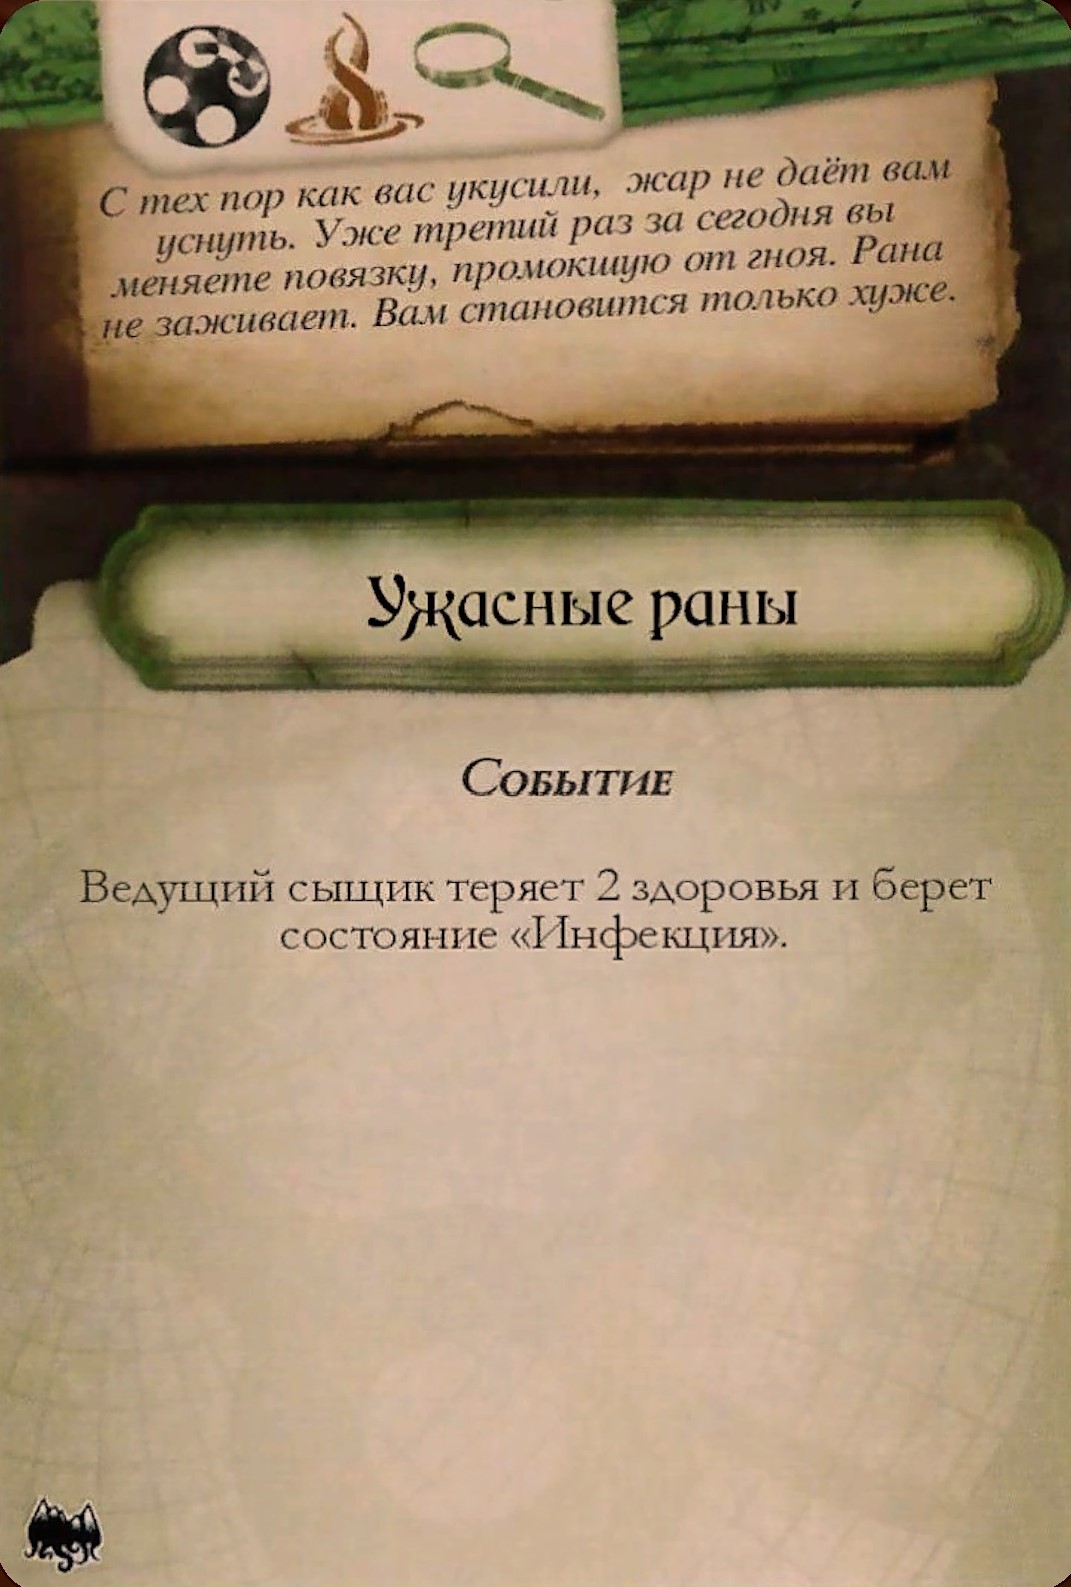 С тех пор как вас укусили, жар не даёт вам
уснуть. Уже третий раз за сегодня вы
меняете повязку, промокшую от гноя. Рана
не заживает. Вам становится только хуже.
Ужасные раны
Событие
Ведущий сыщик теряет 2 здоровья и берет
состояние «Инфекция».